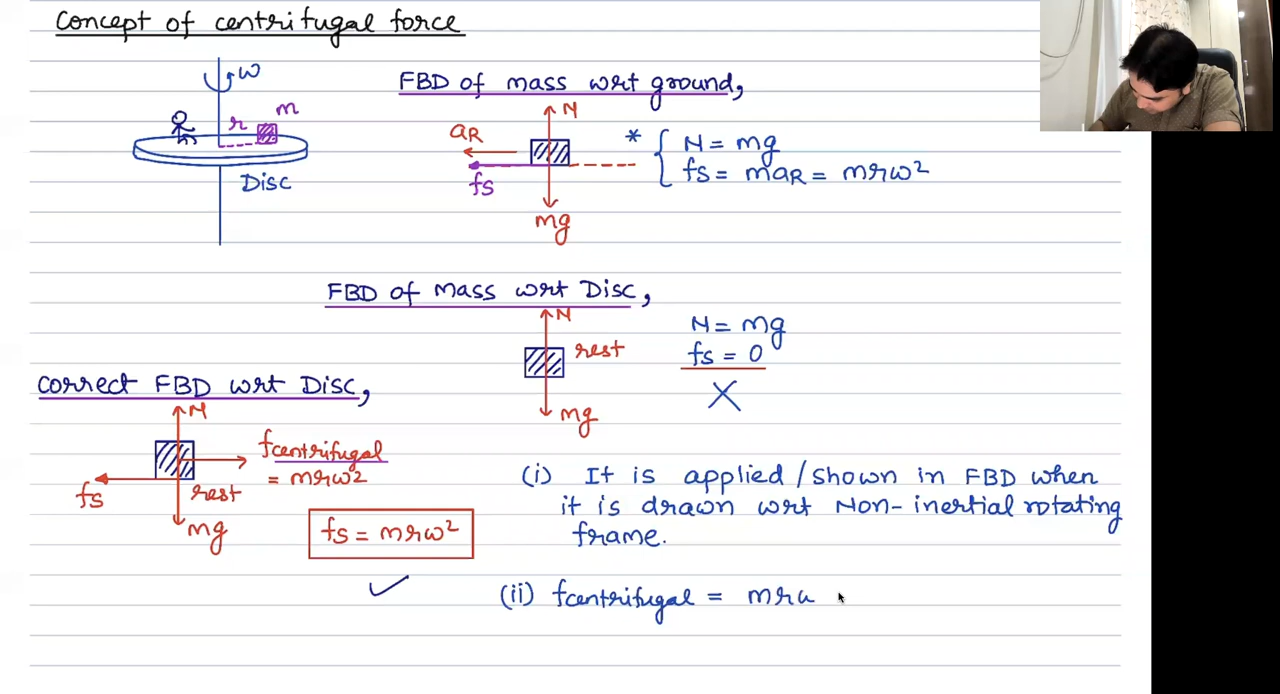 Concept of centrifugal force
ω
m
r
Disc
FBD of mass wrt ground,
N
aR
fs
mg
* { N = mg
fs = maR = mrω²
FBD of Mass wrt Disc,
N
rest
mg
N = mg
fs = 0
X
Correct FBD wrt Disc,
N
fcentrifugal
= mrω²
fs
rest
mg
fs = mrω²
(i) It is applied/shown in FBD when
it is drawn wrt Non-inertial rotating
frame.
(ii) fcentrifugal = mrω